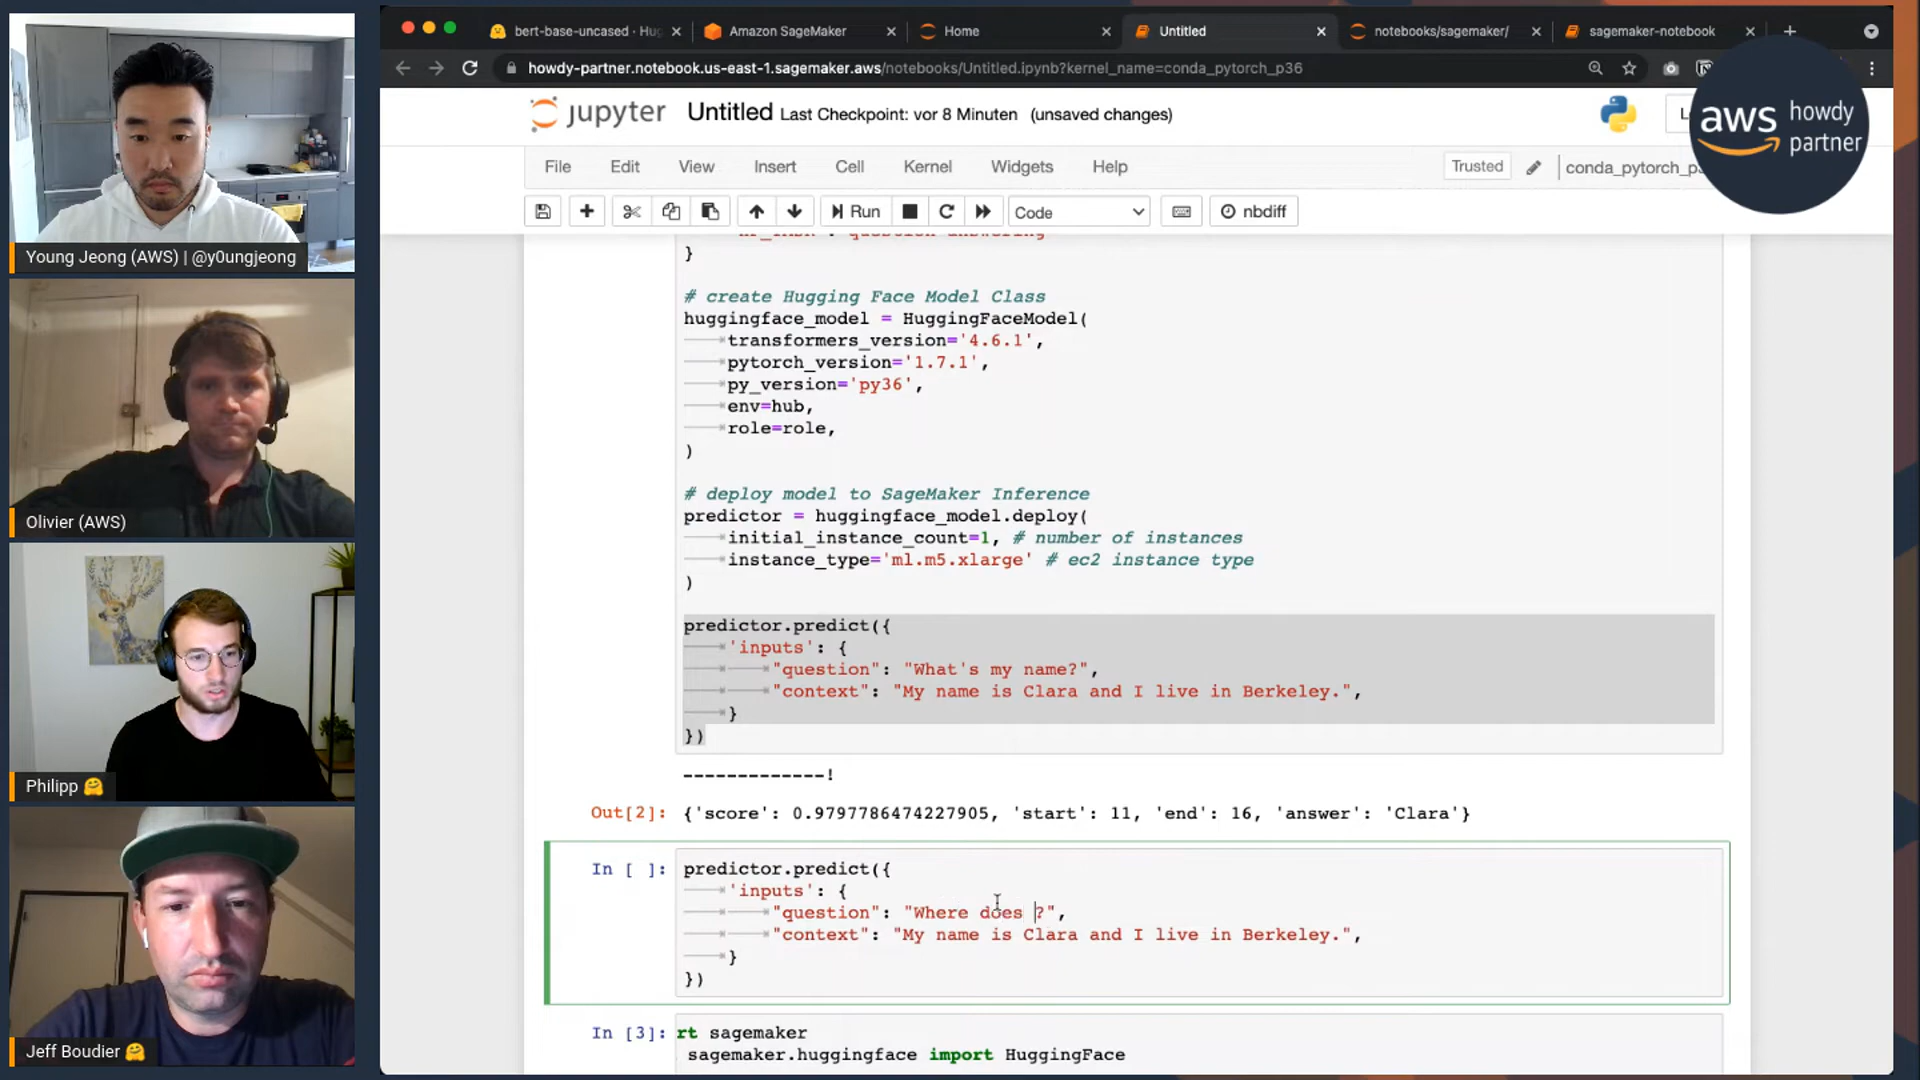 Young Jeong (AWS) | @y0ungjeong
Olivier (AWS)
Philipp 🤗
Jeff Boudier 🤗
bert-base-uncased · Hug
Amazon SageMaker
Home
Untitled
notebooks/sagemaker/
sagemaker-notebook
howdy-partner.notebook.us-east-1.sagemaker.aws/notebooks/Untitled.ipynb?kernel_name=conda_pytorch_p36
aws howdy partner
jupyter Untitled Last Checkpoint: vor 8 Minuten (unsaved changes)
File Edit View Insert Cell Kernel Widgets Help Trusted conda_pytorch_p3
Run Code nbdiff
}
# create Hugging Face Model Class
huggingface_model = HuggingFaceModel(
transformers_version='4.6.1',
pytorch_version='1.7.1',
py_version='py36',
env=hub,
role=role,
)
# deploy model to SageMaker Inference
predictor = huggingface_model.deploy(
initial_instance_count=1, # number of instances
instance_type='ml.m5.xlarge' # ec2 instance type
)
predictor.predict({
'inputs': {
"question": "What's my name?",
"context": "My name is Clara and I live in Berkeley.",
}
})
-------------!
Out[2]: {'score': 0.9797786474227905, 'start': 11, 'end': 16, 'answer': 'Clara'}
In [ ]: predictor.predict({
'inputs': {
"question": "Where does ?",
"context": "My name is Clara and I live in Berkeley.",
}
})
In [3]: rt sagemaker
sagemaker.huggingface import HuggingFace